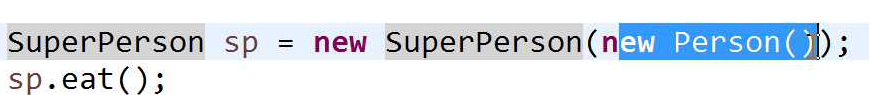 SuperPerson sp = new SuperPerson(new Person());
sp.eat();